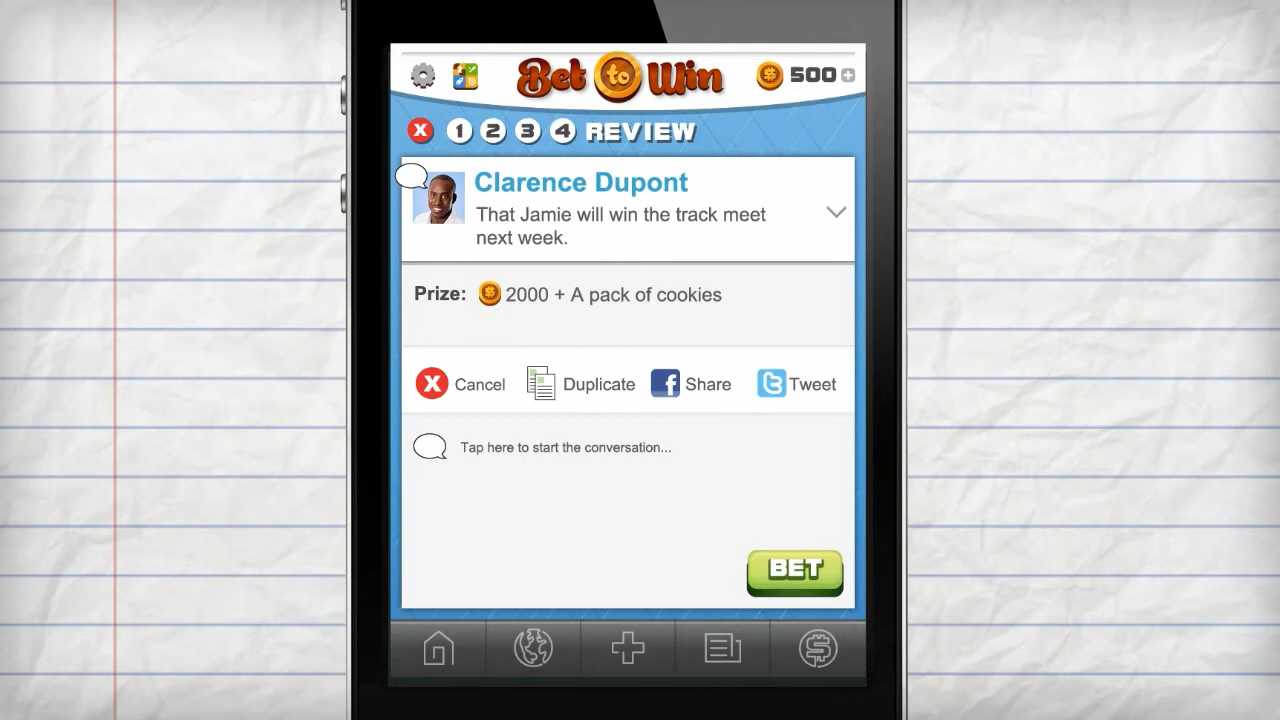 Bet to Win
500
X 1 2 3 4 REVIEW
Clarence Dupont
That Jamie will win the track meet
next week.
Prize: 2000 + A pack of cookies
X Cancel Duplicate f Share t Tweet
Tap here to start the conversation...
BET